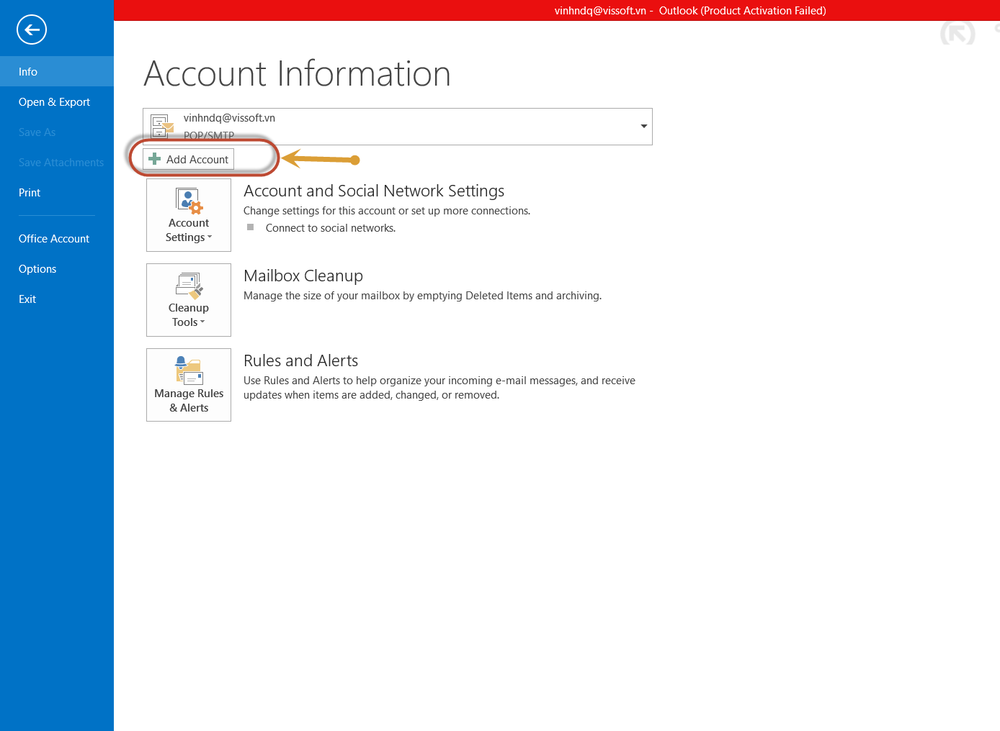 vinhndq@vissoft.vn - Outlook (Product Activation Failed)
Info
Open & Export
Save As
Save Attachments
Print
Office Account
Options
Exit
Account Information
vinhndq@vissoft.vn
POP/SMTP
Add Account
Account
Settings
Account and Social Network Settings
Change settings for this account or set up more connections.
Connect to social networks.
Cleanup
Tools
Mailbox Cleanup
Manage the size of your mailbox by emptying Deleted Items and archiving.
Manage Rules
& Alerts
Rules and Alerts
Use Rules and Alerts to help organize your incoming e-mail messages, and receive
updates when items are added, changed, or removed.